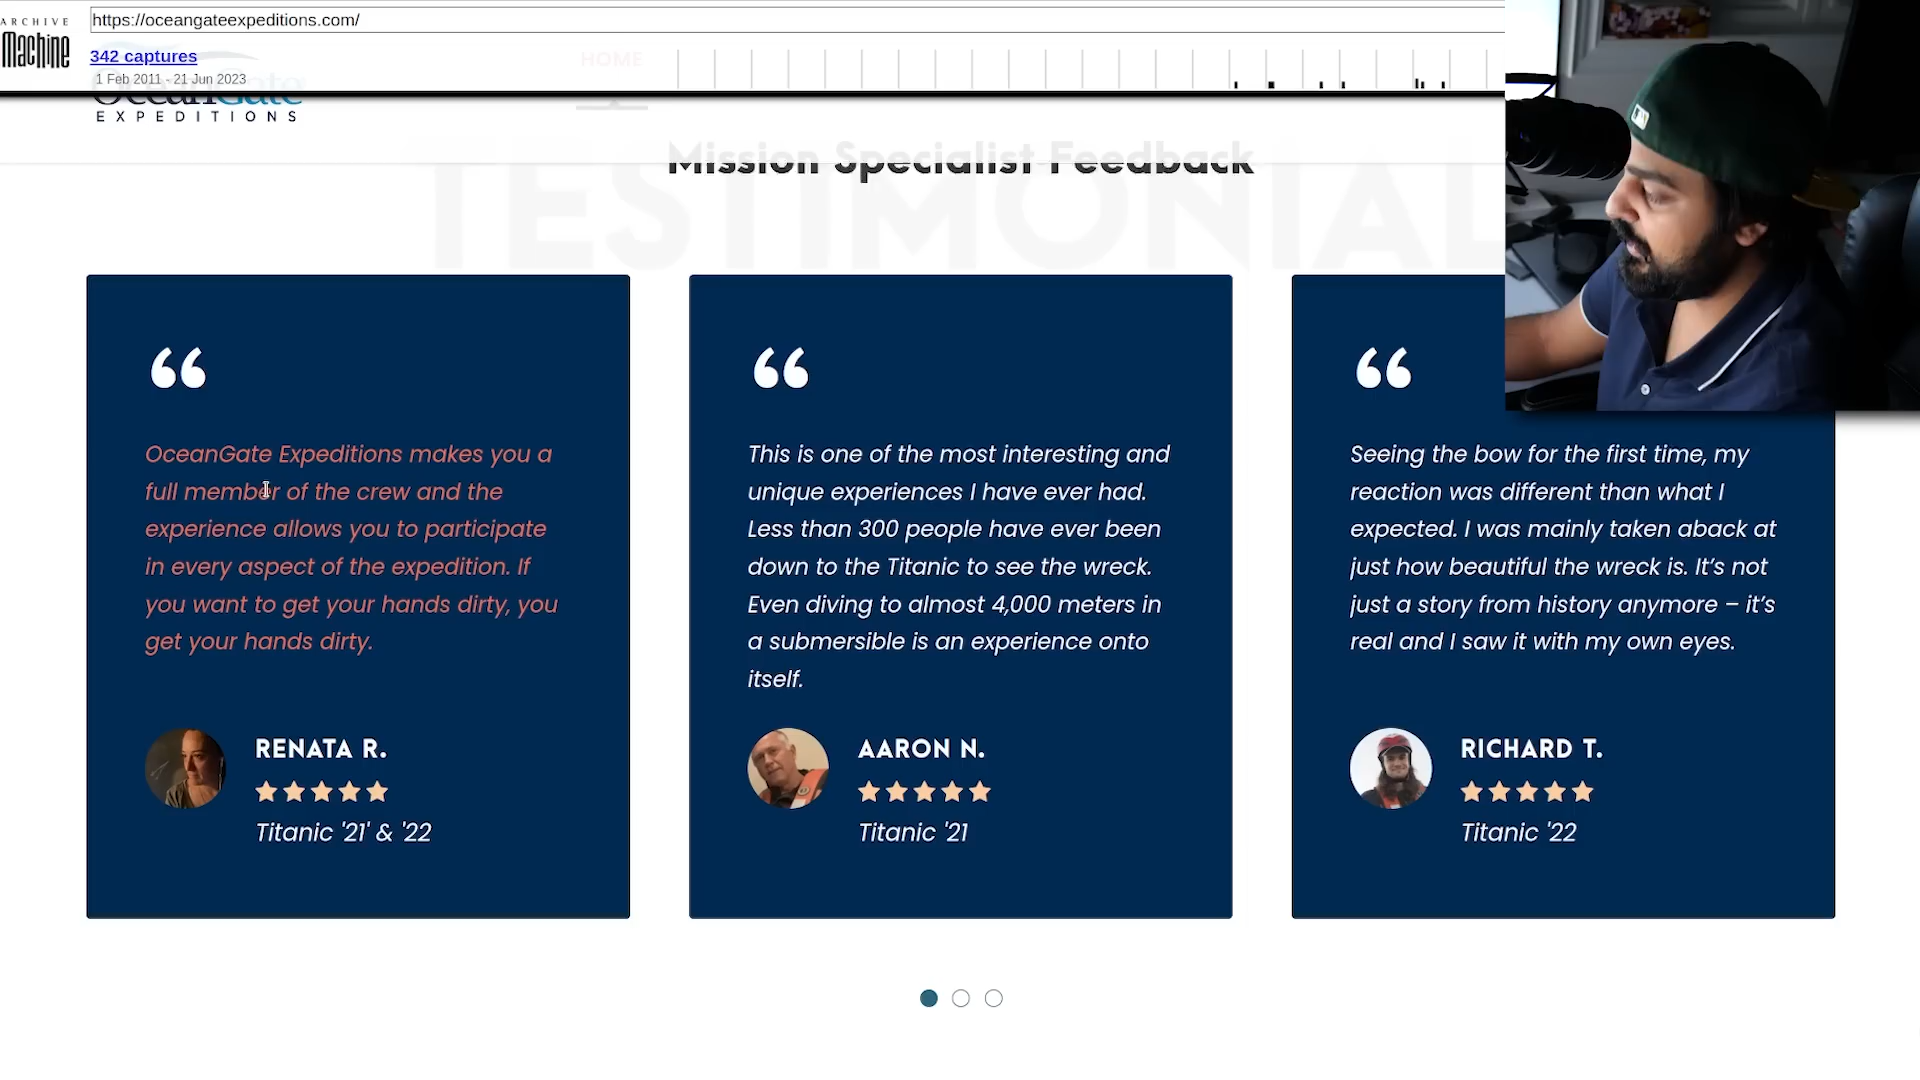 ARCHIVE
https://oceangateexpeditions.com/
Machine
342 captures
1 Feb 2011 - 21 Jun 2023
HOME
OceanGate
EXPEDITIONS
Mission Specialist Feedback
TESTIMONIAL
OceanGate Expeditions makes you a
full member of the crew and the
experience allows you to participate
in every aspect of the expedition. If
you want to get your hands dirty, you
get your hands dirty.
RENATA R.
Titanic '21' & '22
This is one of the most interesting and
unique experiences I have ever had.
Less than 300 people have ever been
down to the Titanic to see the wreck.
Even diving to almost 4,000 meters in
a submersible is an experience onto
itself.
AARON N.
Titanic '21
Seeing the bow for the first time, my
reaction was different than what I
expected. I was mainly taken aback at
just how beautiful the wreck is. It's not
just a story from history anymore – it's
real and I saw it with my own eyes.
RICHARD T.
Titanic '22